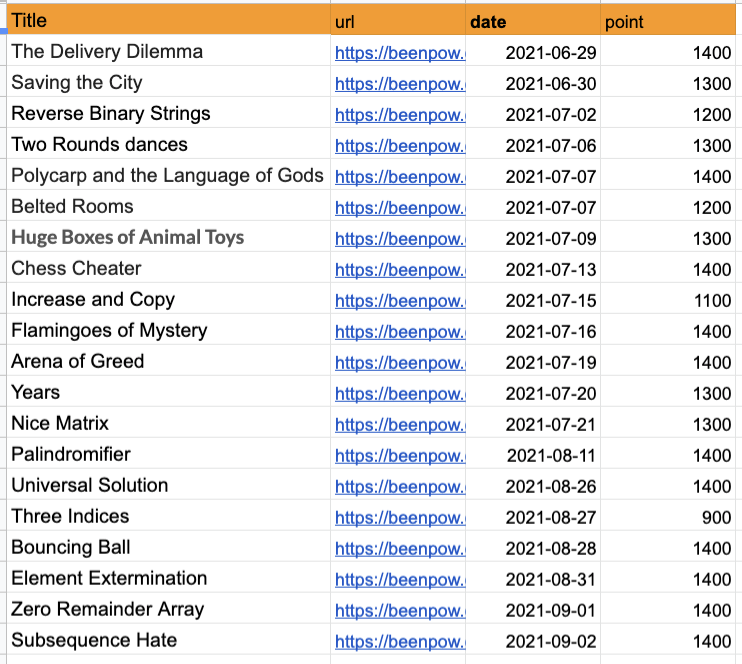 Title url date point
The Delivery Dilemma https://beenpow. 2021-06-29 1400
Saving the City https://beenpow. 2021-06-30 1300
Reverse Binary Strings https://beenpow. 2021-07-02 1200
Two Rounds dances https://beenpow. 2021-07-06 1300
Polycarp and the Language of Gods https://beenpow. 2021-07-07 1400
Belted Rooms https://beenpow. 2021-07-07 1200
Huge Boxes of Animal Toys https://beenpow. 2021-07-09 1300
Chess Cheater https://beenpow. 2021-07-13 1400
Increase and Copy https://beenpow. 2021-07-15 1100
Flamingoes of Mystery https://beenpow. 2021-07-16 1400
Arena of Greed https://beenpow. 2021-07-19 1400
Years https://beenpow. 2021-07-20 1300
Nice Matrix https://beenpow. 2021-07-21 1300
Palindromifier https://beenpow. 2021-08-11 1400
Universal Solution https://beenpow. 2021-08-26 1400
Three Indices https://beenpow. 2021-08-27 900
Bouncing Ball https://beenpow. 2021-08-28 1400
Element Extermination https://beenpow. 2021-08-31 1400
Zero Remainder Array https://beenpow. 2021-09-01 1400
Subsequence Hate https://beenpow. 2021-09-02 1400